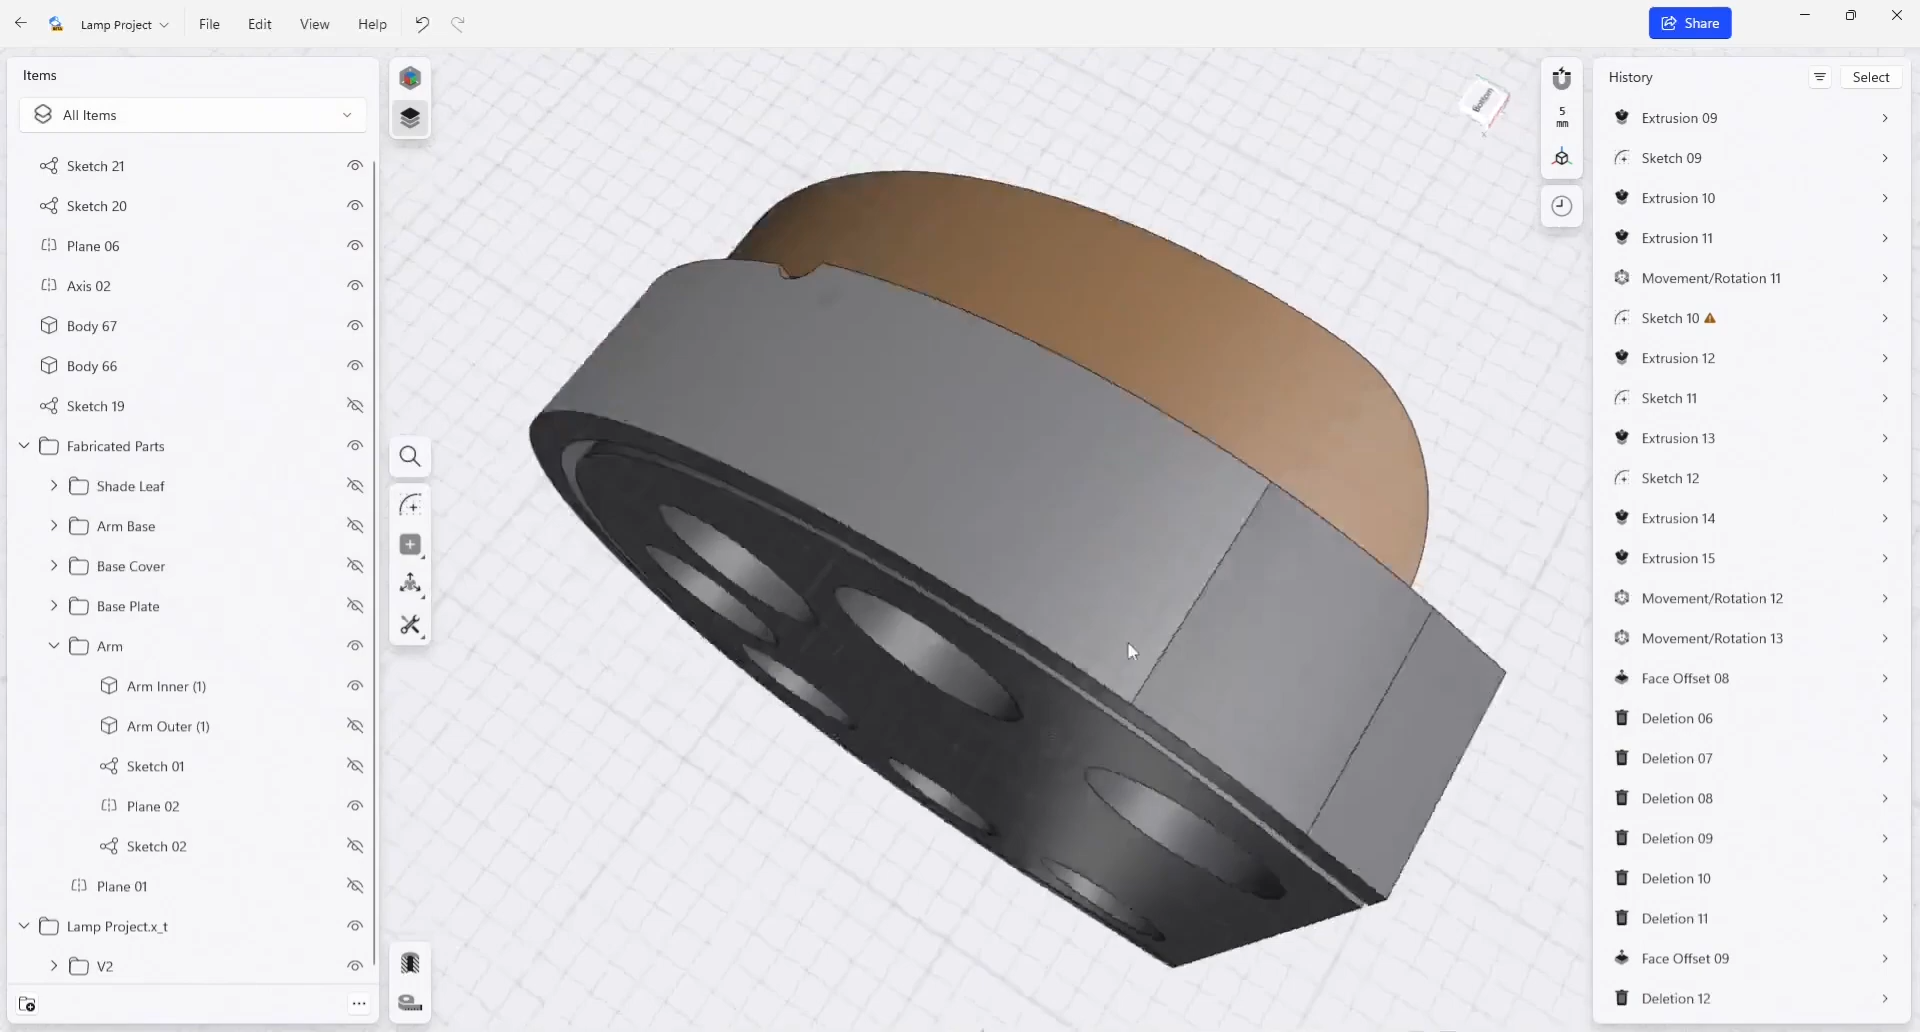 Lamp Project
File
Edit
View
Help
Share
Items
All Items
Sketch 21
Sketch 20
Plane 06
Axis 02
Body 67
Body 66
Sketch 19
Fabricated Parts
Shade Leaf
Arm Base
Base Cover
Base Plate
Arm
Arm Inner (1)
Arm Outer (1)
Sketch 01
Plane 02
Sketch 02
Plane 01
Lamp Project.x_t
V2
Bottom
5
mm
History
Select
Extrusion 09
Sketch 09
Extrusion 10
Extrusion 11
Movement/Rotation 11
Sketch 10
Extrusion 12
Sketch 11
Extrusion 13
Sketch 12
Extrusion 14
Extrusion 15
Movement/Rotation 12
Movement/Rotation 13
Face Offset 08
Deletion 06
Deletion 07
Deletion 08
Deletion 09
Deletion 10
Deletion 11
Face Offset 09
Deletion 12